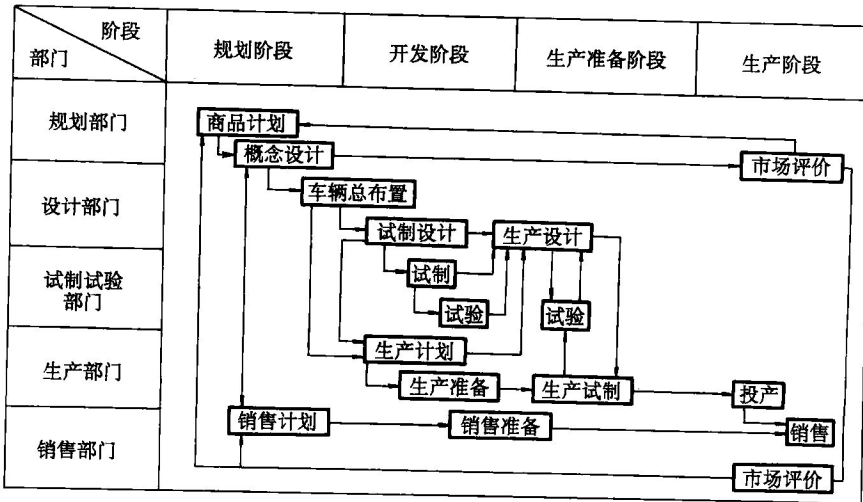 阶段
部门
规划阶段
开发阶段
生产准备阶段
生产阶段
规划部门
商品计划
概念设计
市场评价
设计部门
车辆总布置
试制设计
生产设计
试制试验
部门
试制
试验
试验
生产部门
生产计划
生产准备
生产试制
投产
销售部门
销售计划
销售准备
销售
市场评价